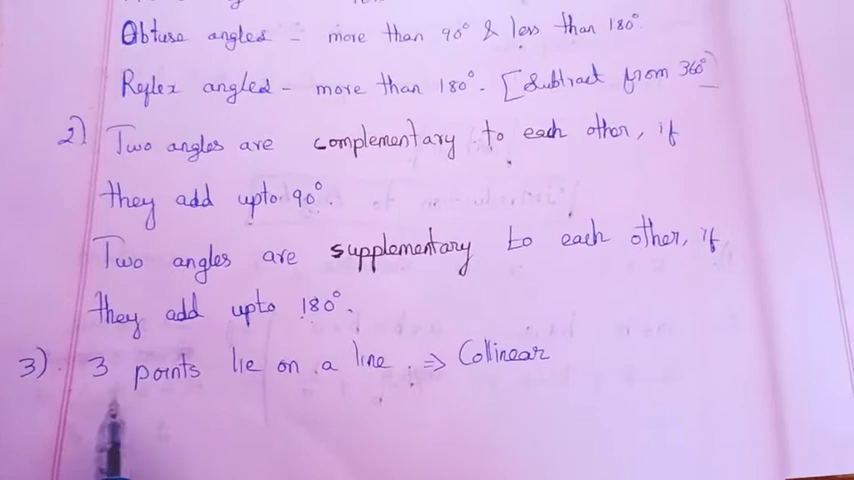 Obtuse angles - more than 90° & less than 180°.
Reflex angled - more than 180°. [Subtract from 360°]
2) Two angles are complementary to each other, if
they add upto 90°.
Two angles are supplementary to each other, if
they add upto 180°.
3). 3 points lie on a line. ⇒ Collinear